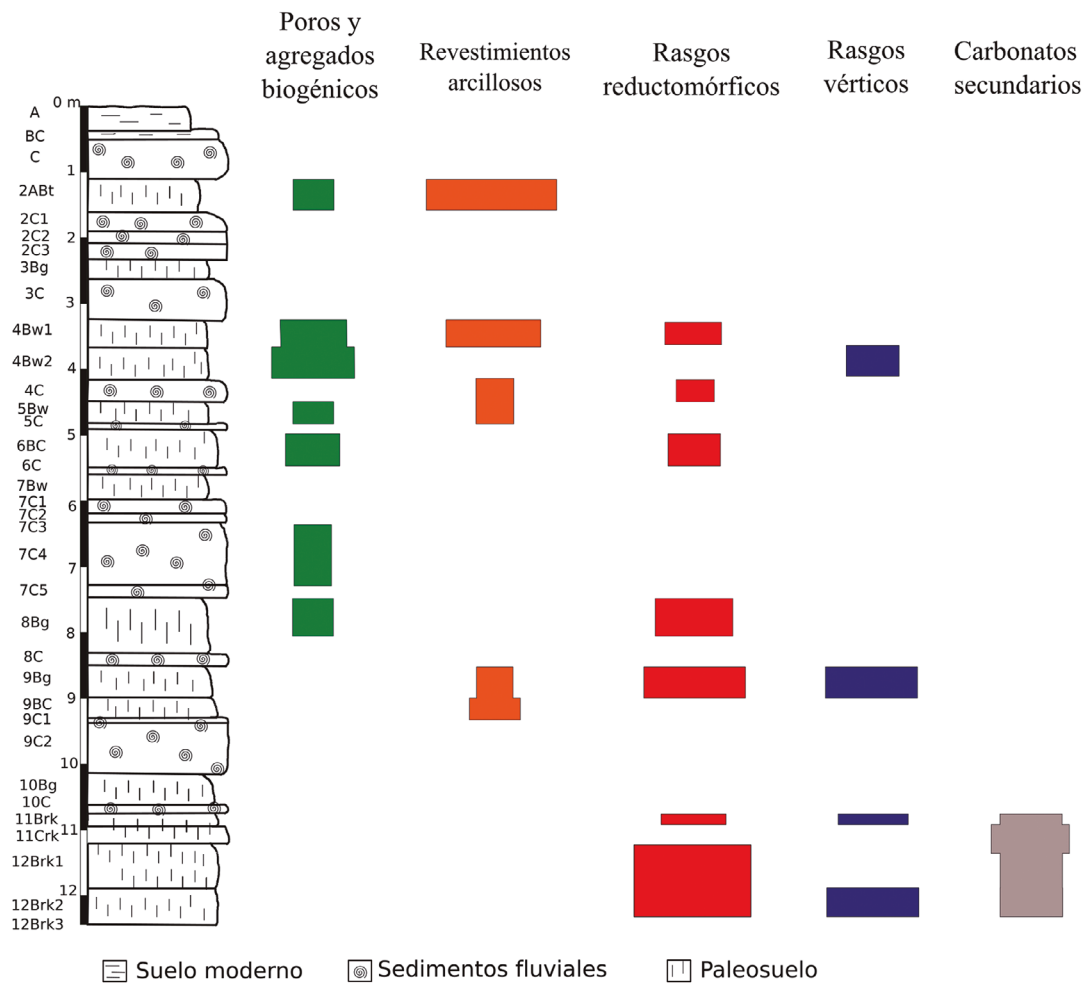 Poros y
agregados
biogénicos
Revestimientos
arcillosos
Rasgos
reductomórficos
Rasgos
vérticos
Carbonatos
secundarios
0 m
A
BC
C
1
2ABt
2C1
2C2
2
2C3
3Bg
3C
3
4Bw1
4Bw2
4
4C
5Bw
5C
5
6BC
6C
7Bw
7C1
6
7C2
7C3
7C4
7
7C5
8Bg
8
8C
9Bg
9
9BC
9C1
9C2
10
10Bg
10C
11Brk
11
11Crk
12Brk1
12
12Brk2
12Brk3
Suelo moderno
Sedimentos fluviales
Paleosuelo